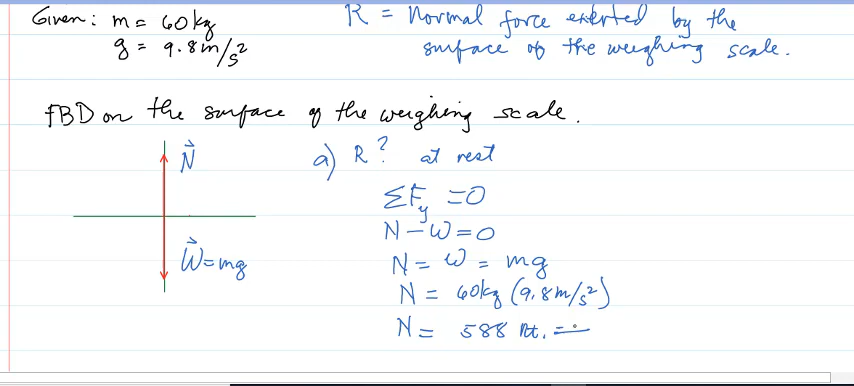 Given: m = 60kg
g = 9.8m/s²
R = Normal force exerted by the
surface of the weighing scale.
FBD on the surface of the weighing scale.
N⃗
W⃗=mg
a) R? at rest
ΣFy =0
N-W=0
N = W = mg
N = 60kg (9.8m/s²)
N = 588 Nt.